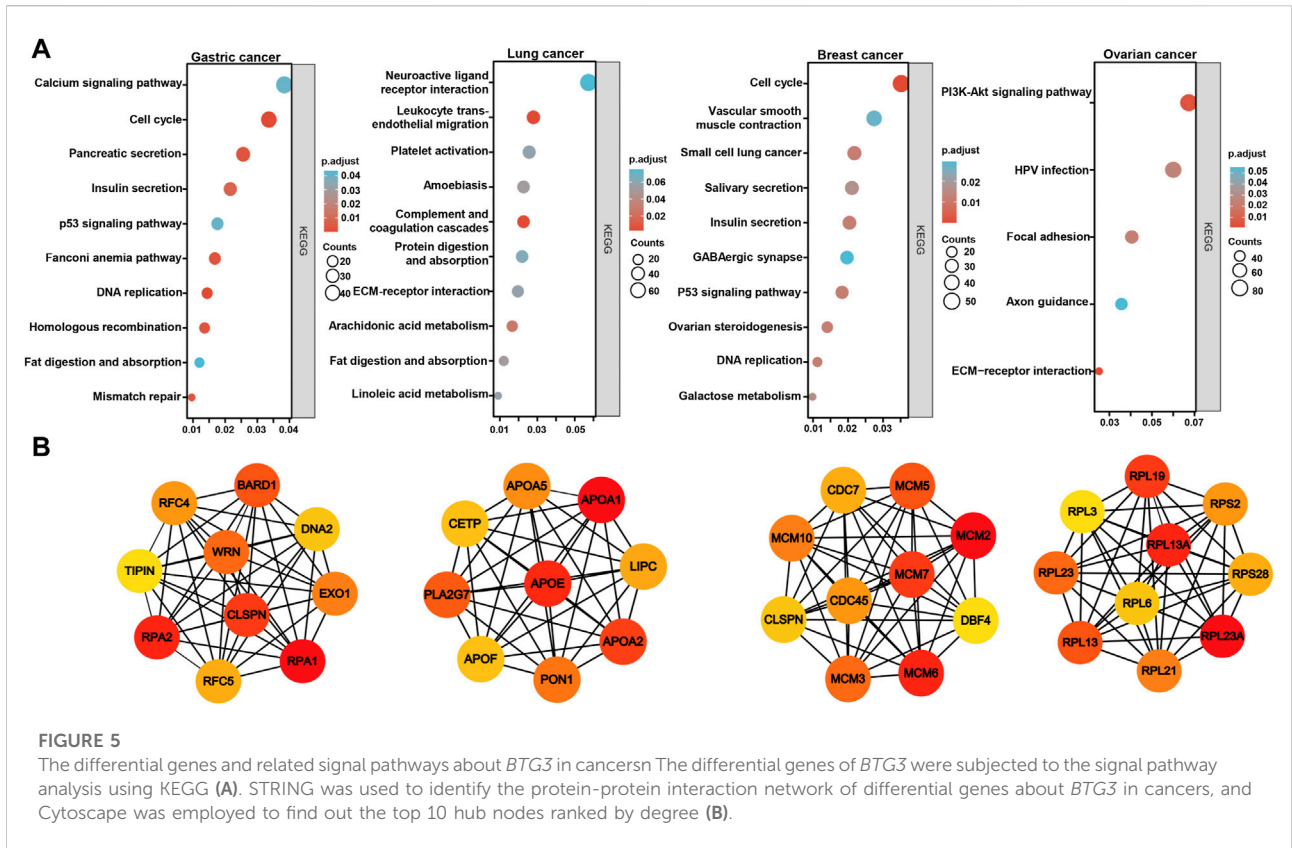 A
Gastric cancer
Calcium signaling pathway
Cell cycle
Pancreatic secretion
Insulin secretion
p53 signaling pathway
Fanconi anemia pathway
DNA replication
Homologous recombination
Fat digestion and absorption
Mismatch repair
0.01 0.02 0.03 0.04
KEGG
p.adjust
0.04
0.03
0.02
0.01
Counts
20
30
40
Lung cancer
Neuroactive ligand
receptor interaction
Leukocyte trans-
endothelial migration
Platelet activation
Amoebiasis
Complement and
coagulation cascades
Protein digestion
and absorption
ECM-receptor interaction
Arachidonic acid metabolism
Fat digestion and absorption
Linoleic acid metabolism
0.01 0.03 0.05
KEGG
p.adjust
0.06
0.04
0.02
Counts
20
40
60
Breast cancer
Cell cycle
Vascular smooth
muscle contraction
Small cell lung cancer
Salivary secretion
Insulin secretion
GABAergic synapse
P53 signaling pathway
Ovarian steroidogenesis
DNA replication
Galactose metabolism
0.01 0.02 0.03
KEGG
p.adjust
0.02
0.01
Counts
20
30
40
50
Ovarian cancer
PI3K-Akt signaling pathway
HPV infection
Focal adhesion
Axon guidance
ECM−receptor interaction
0.03 0.05 0.07
KEGG
p.adjust
0.05
0.04
0.03
0.02
0.01
Counts
40
60
80
B
BARD1
RFC4
DNA2
WRN
TIPIN
EXO1
CLSPN
RPA2
RPA1
RFC5
APOA5
APOA1
CETP
LIPC
APOE
PLA2G7
APOA2
APOF
PON1
CDC7
MCM5
MCM10
MCM2
MCM7
CDC45
CLSPN
DBF4
MCM3
MCM6
RPL19
RPL3
RPS2
RPL13A
RPL23
RPS28
RPL6
RPL13
RPL23A
RPL21
FIGURE 5
The differential genes and related signal pathways about BTG3 in cancersn The differential genes of BTG3 were subjected to the signal pathway
analysis using KEGG (A). STRING was used to identify the protein-protein interaction network of differential genes about BTG3 in cancers, and
Cytoscape was employed to find out the top 10 hub nodes ranked by degree (B).